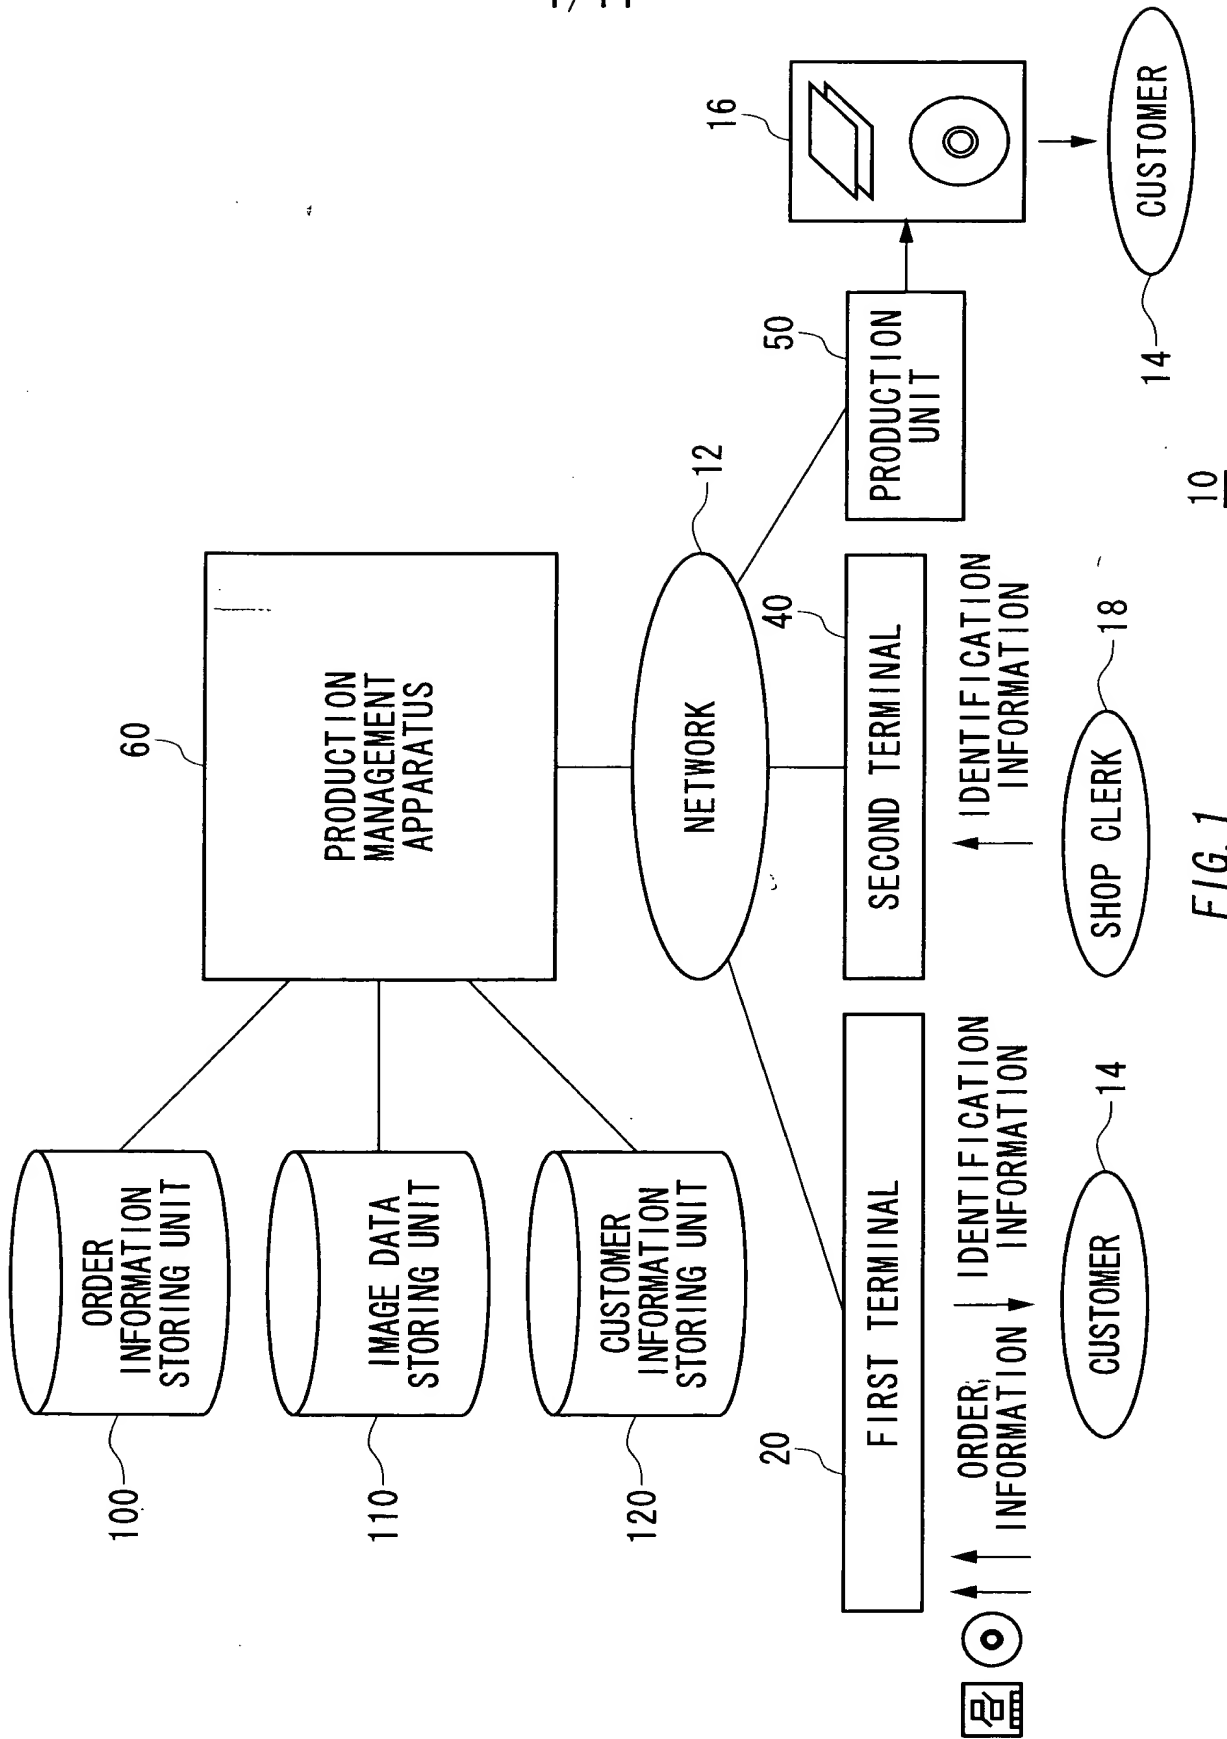 100
ORDER
INFORMATION
STORING UNIT
110
IMAGE DATA
STORING UNIT
120
CUSTOMER
INFORMATION
STORING UNIT
60
PRODUCTION
MANAGEMENT
APPARATUS
NETWORK
12
20
FIRST TERMINAL
40
SECOND TERMINAL
50
PRODUCTION
UNIT
16
ORDER
INFORMATION
IDENTIFICATION
INFORMATION
IDENTIFICATION
INFORMATION
CUSTOMER
14
SHOP CLERK
18
14
CUSTOMER
10
FIG. 1